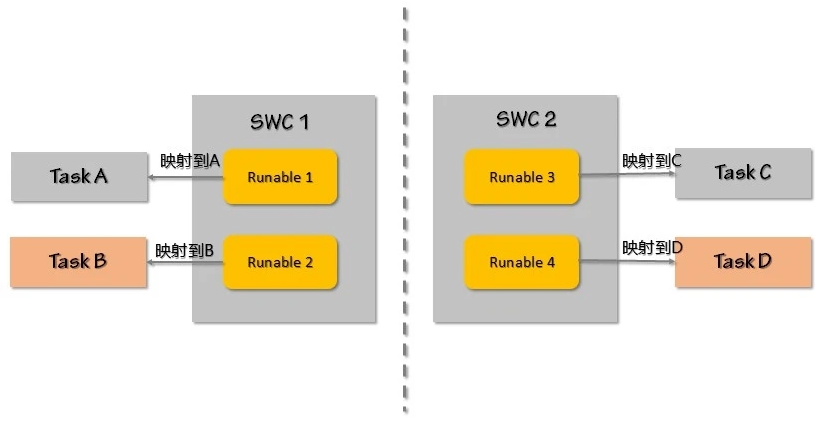 SWC 1
Task A
映射到A
Runable 1
Task B
映射到B
Runable 2
SWC 2
Runable 3
映射到C
Task C
Runable 4
映射到D
Task D